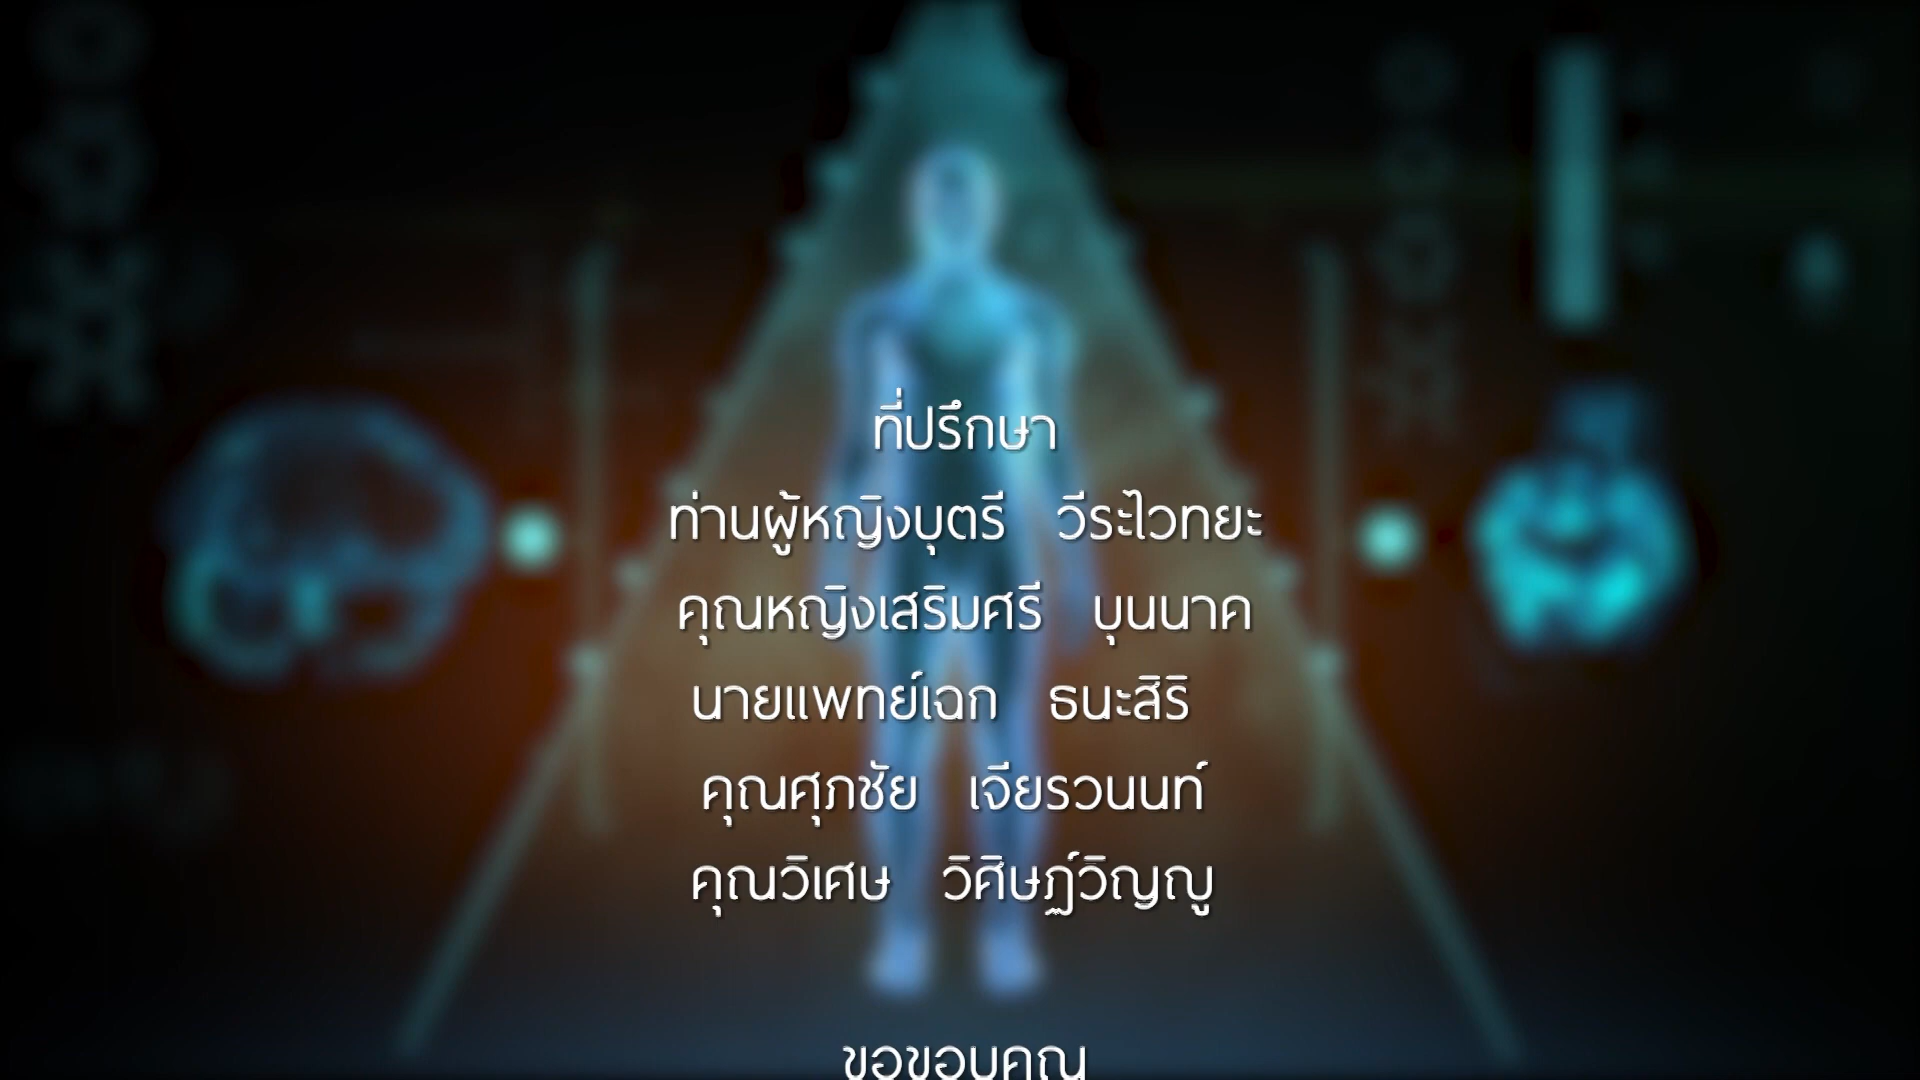 ที่ปรึกษา
ท่านผู้หญิงบุตรี วีระไวทยะ
คุณหญิงเสริมศรี บุนนาค
นายแพทย์เฉก ธนะสิริ
คุณศุภชัย เจียรวนนท์
คุณวิเศษ วิศิษฏ์วิญญู
ขอขอบคุณ